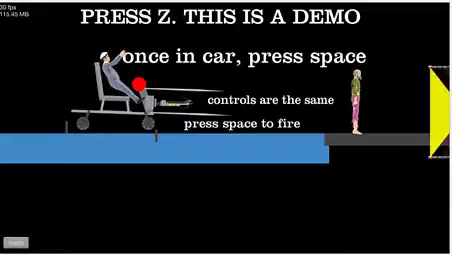 30 fps
115.45 MB
PRESS Z. THIS IS A DEMO
once in car, press space
controls are the same
press space to fire